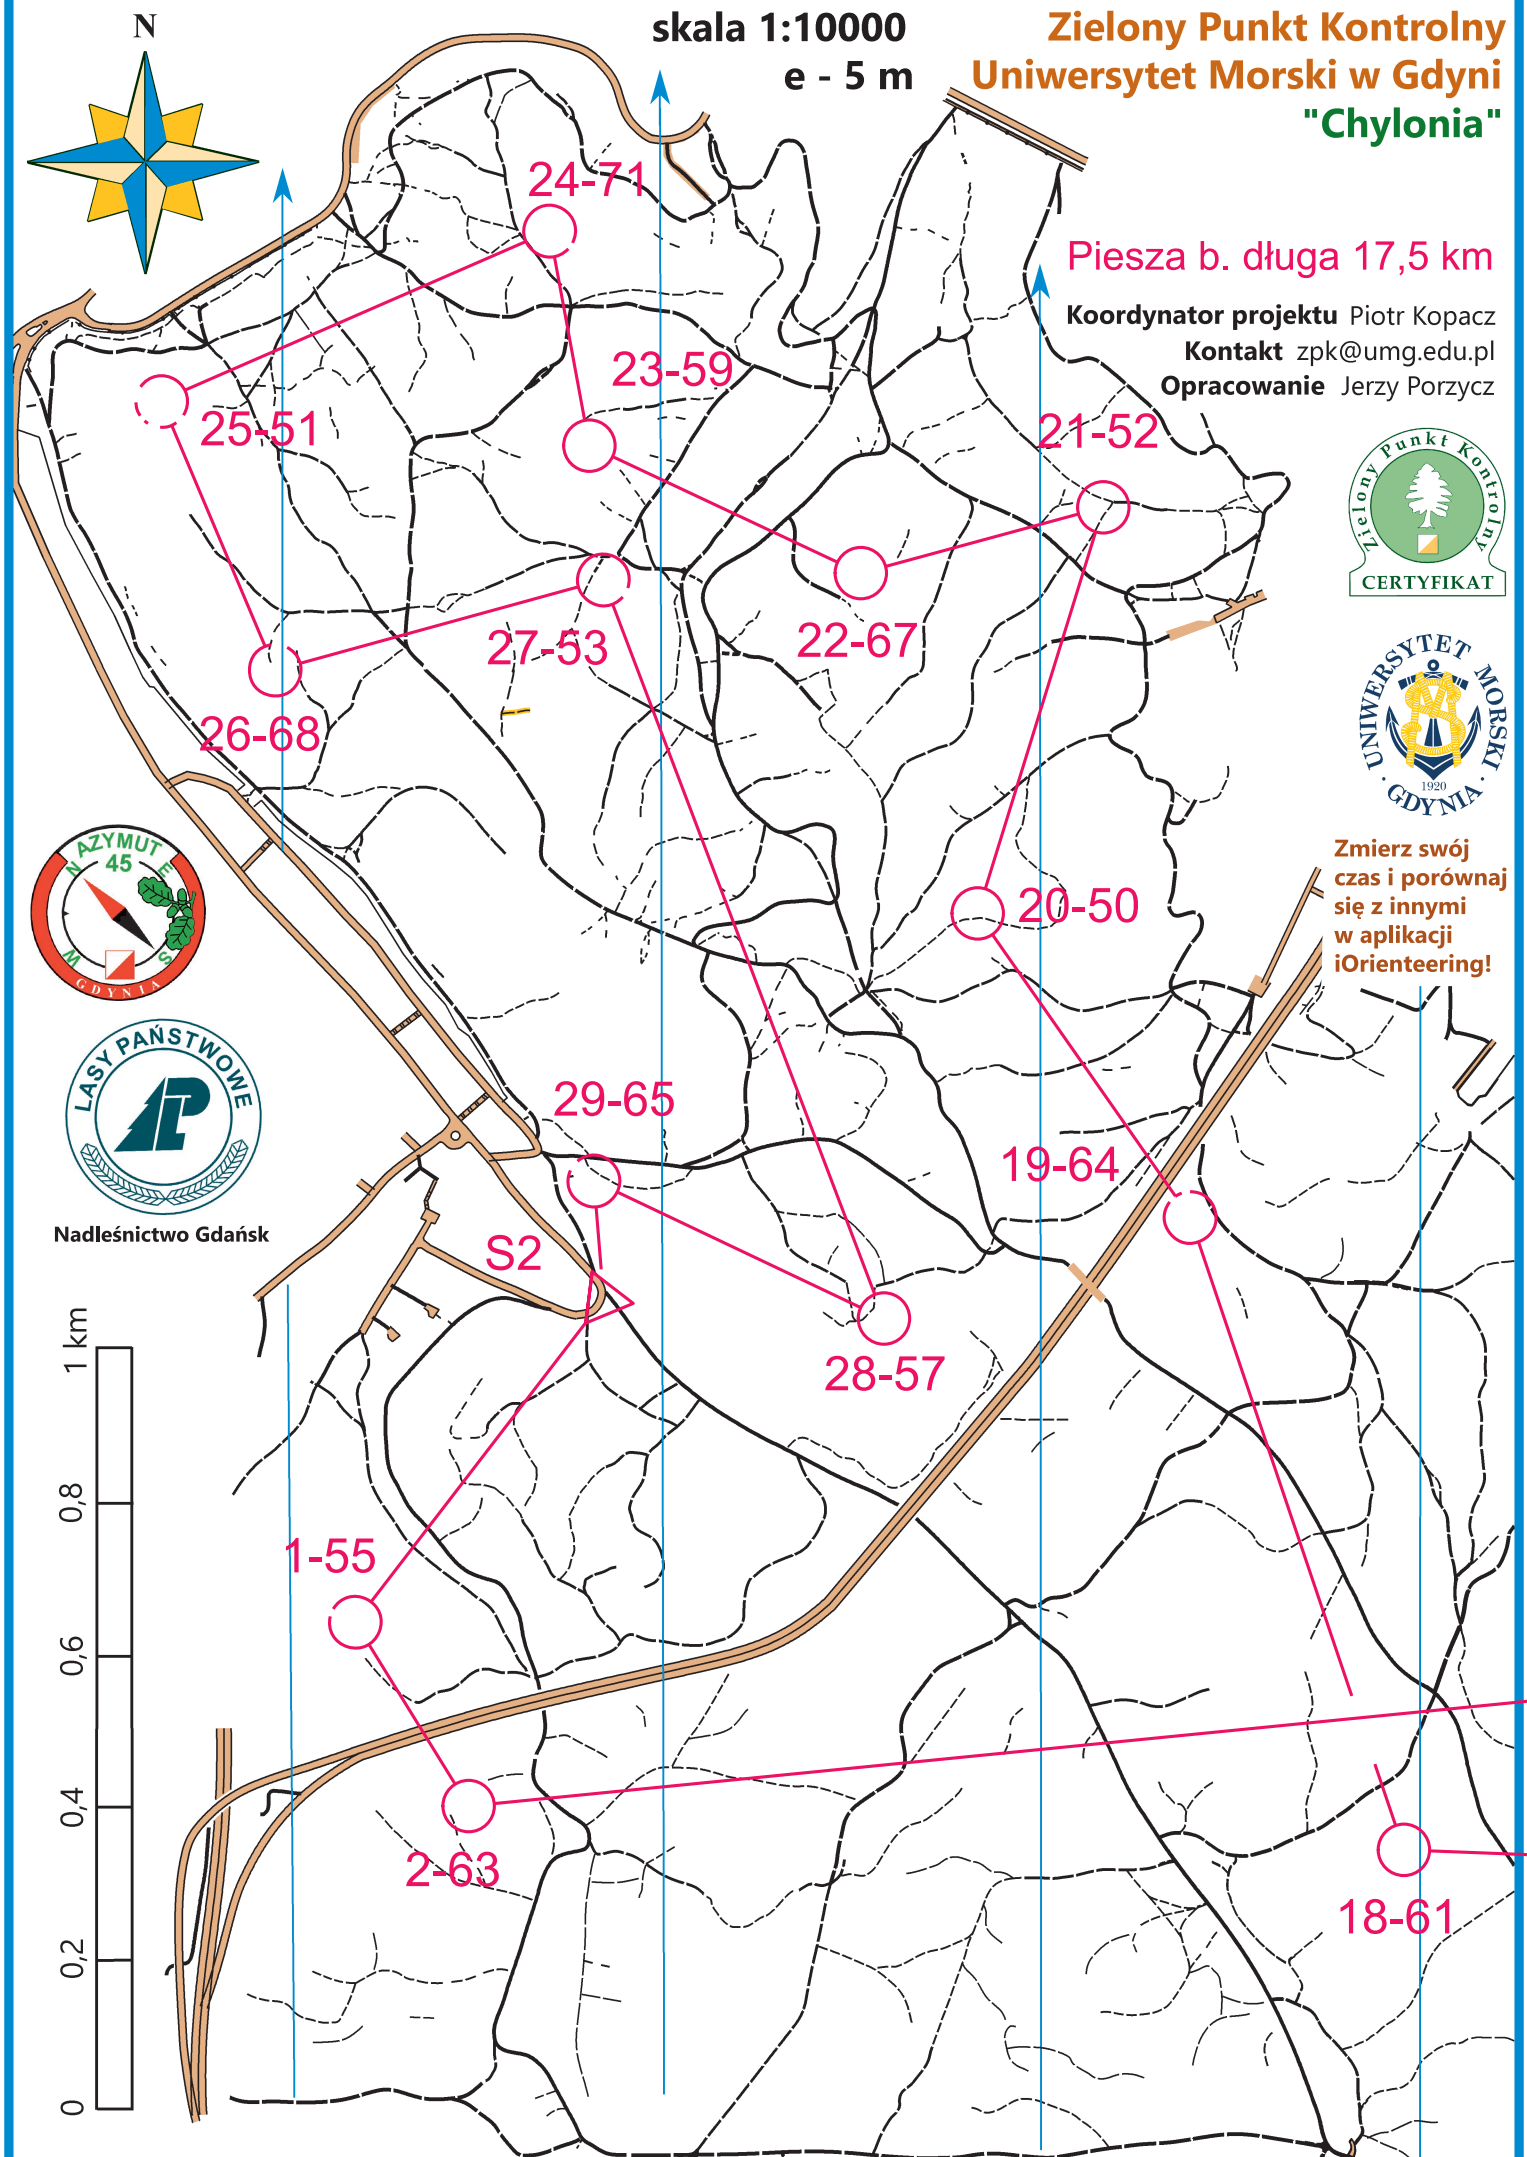 N
skala 1:10000
e - 5 m
Zielony Punkt Kontrolny
Uniwersytet Morski w Gdyni
"Chylonia"
Piesza b. długa 17,5 km
Koordynator projektu Piotr Kopacz
Kontakt zpk@umg.edu.pl
Opracowanie Jerzy Porzycz
24-71
23-59
25-51
21-52
Zielony Punkt Kontrolny
CERTYFIKAT
22-67
27-53
26-68
UNIWERSYTET MORSKI
1920
· GDYNIA ·
AZYMUT
45
N
E
W
S
GDYNIA
Zmierz swój
czas i porównaj
się z innymi
w aplikacji
iOrienteering!
20-50
LASY PAŃSTWOWE
LP
Nadleśnictwo Gdańsk
29-65
19-64
S2
28-57
1-55
2-63
18-61
1 km
0,8
0,6
0,4
0,2
0